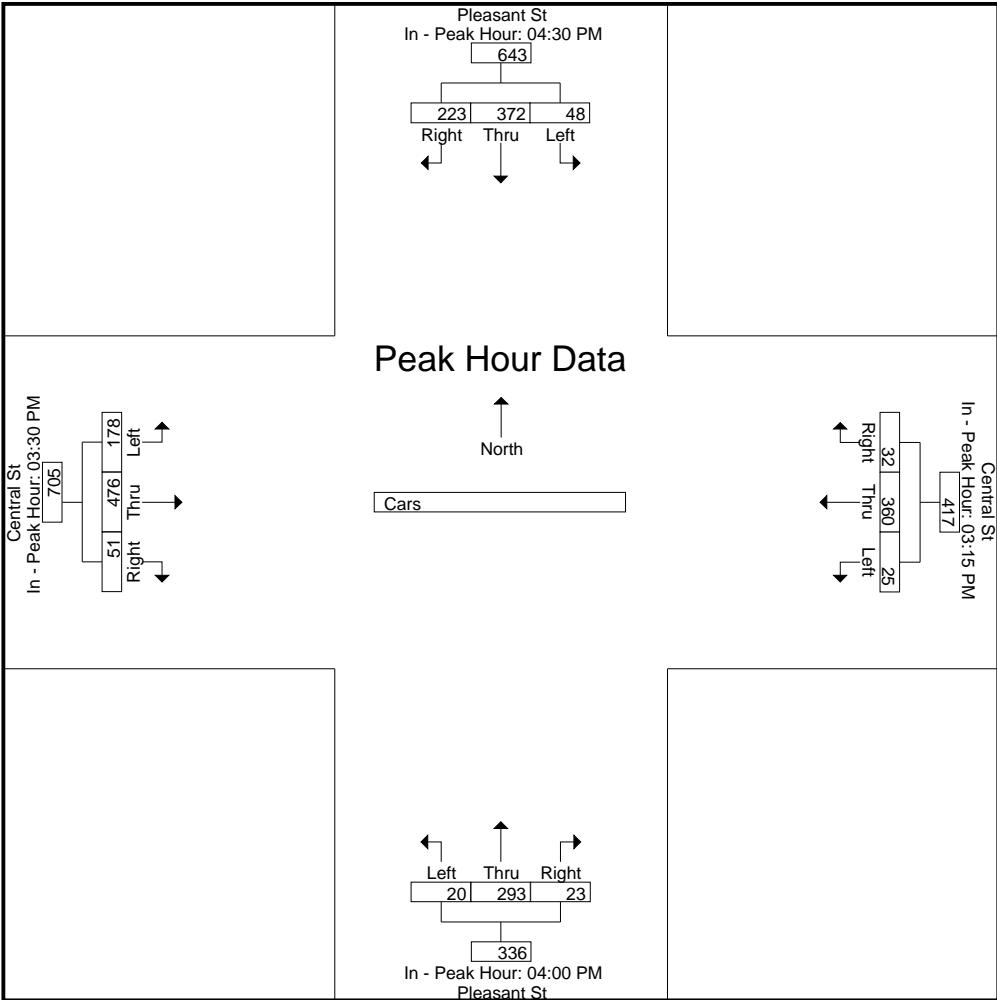 Pleasant St
In - Peak Hour: 04:30 PM
643
223 372 48
Right Thru Left
Peak Hour Data
North
Cars
Central St
In - Peak Hour: 03:30 PM
705
178 476 51
Left Thru Right
Central St
In - Peak Hour: 03:15 PM
417
32 360 25
Right Thru Left
Left Thru Right
20 293 23
336
In - Peak Hour: 04:00 PM
Pleasant St